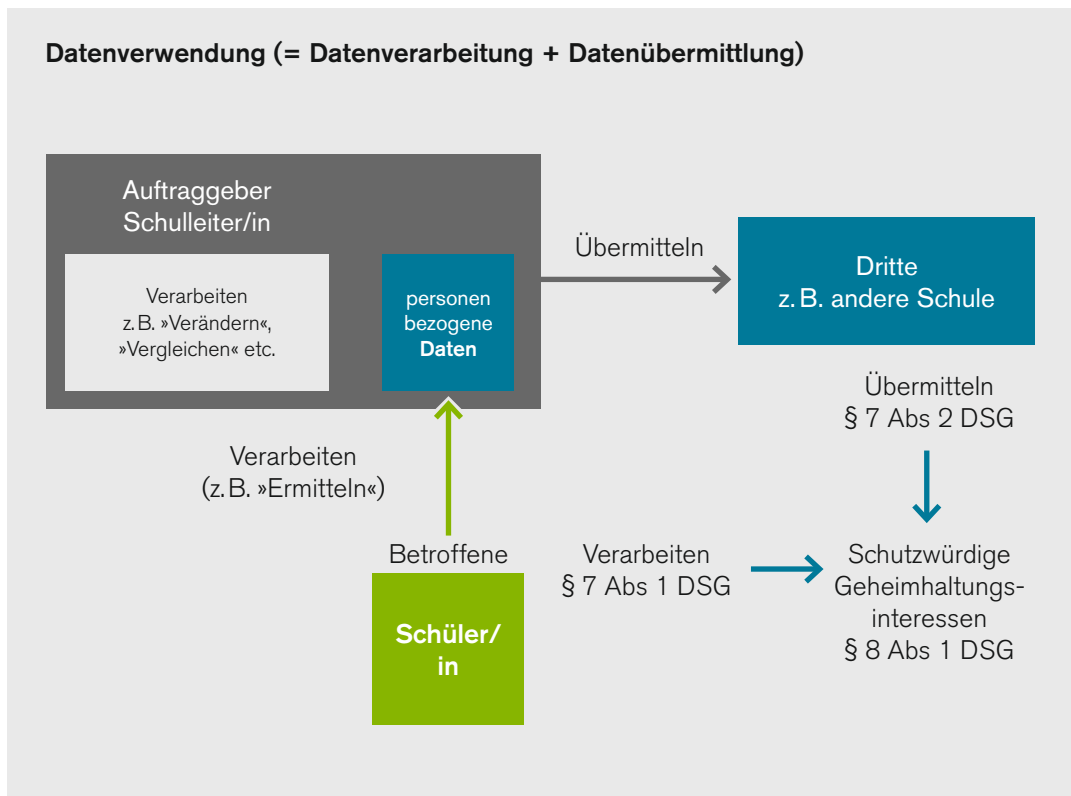 Datenverwendung (= Datenverarbeitung + Datenübermittlung)
Auftraggeber
Schulleiter/in
Verarbeiten
z. B. »Verändern«,
»Vergleichen« etc.
personen
bezogene
Daten
Übermitteln
Dritte
z. B. andere Schule
Übermitteln
§ 7 Abs 2 DSG
Verarbeiten
(z. B. »Ermitteln«)
Betroffene
Schüler/
in
Verarbeiten
§ 7 Abs 1 DSG
Schutzwürdige
Geheimhaltungs-
interessen
§ 8 Abs 1 DSG